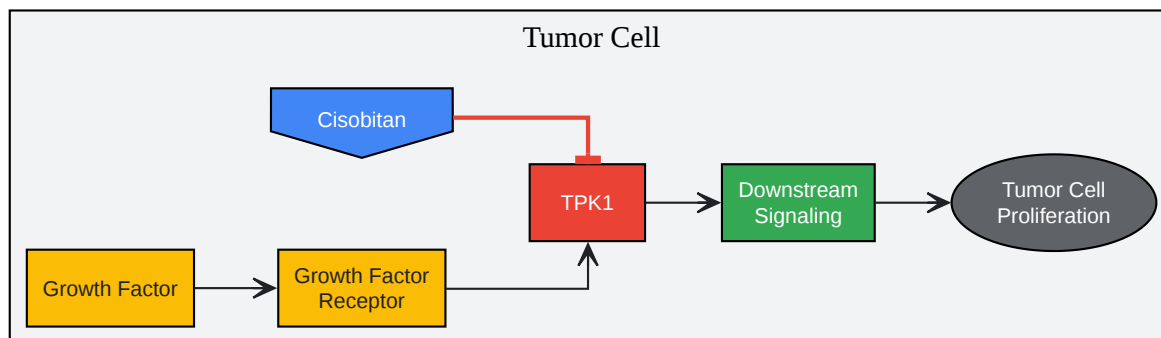 Tumor Cell
Cisobitan
TPK1
Downstream
Signaling
Tumor Cell
Proliferation
Growth Factor
Growth Factor
Receptor